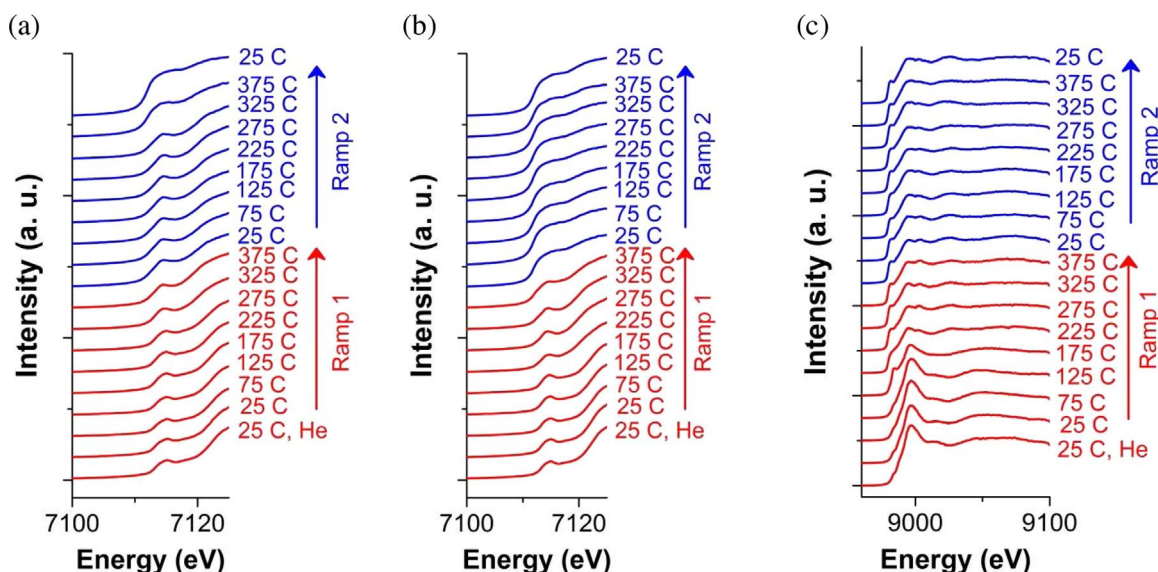 (a)
Intensity (a. u.)
25 C
375 C
325 C
275 C
225 C
175 C
125 C
75 C
25 C
375 C
325 C
275 C
225 C
175 C
125 C
75 C
25 C
25 C, He
Ramp 2
Ramp 1
7100
7120
Energy (eV)
(b)
Intensity (a. u.)
25 C
375 C
325 C
275 C
225 C
175 C
125 C
75 C
25 C
375 C
325 C
275 C
225 C
175 C
125 C
75 C
25 C
25 C, He
Ramp 2
Ramp 1
7100
7120
Energy (eV)
(c)
Intensity (a. u.)
25 C
375 C
325 C
275 C
225 C
175 C
125 C
75 C
25 C
375 C
325 C
275 C
225 C
175 C
125 C
75 C
25 C
25 C, He
Ramp 2
Ramp 1
9000
9100
Energy (eV)